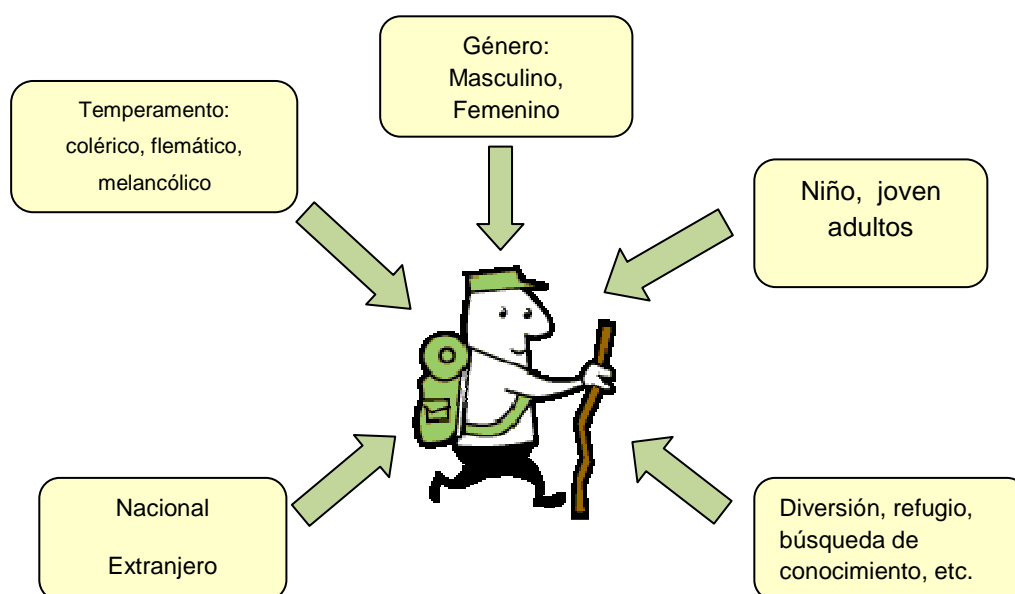 Género:
Masculino,
Femenino
Temperamento:
colérico, flemático,
melancólico
Niño, joven
adultos
Nacional
Extranjero
Diversión, refugio,
búsqueda de
conocimiento, etc.